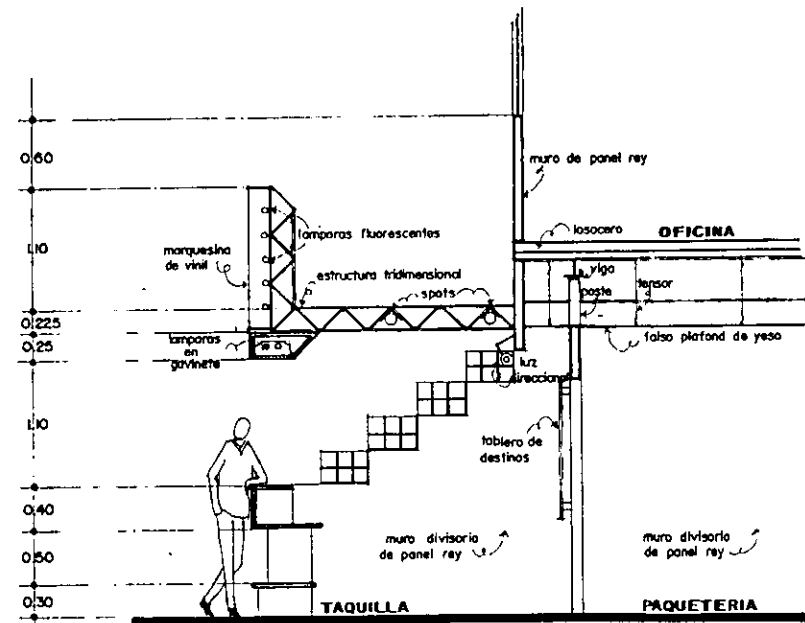 0.60
1.10
0.225
0.25
1.10
0.40
0.50
0.30
muro de panel rey
losacero
OFICINA
lamparas fluorescentes
marquesina
de vinil
estructura tridimensional
spots
viga
poste
tensor
falso plafond de yeso
lamparas
en
gavinete
luz
direccional
tablero de
destinos
muro divisorio
de panel rey
muro divisorio
de panel rey
TAQUILLA
PAQUETERIA